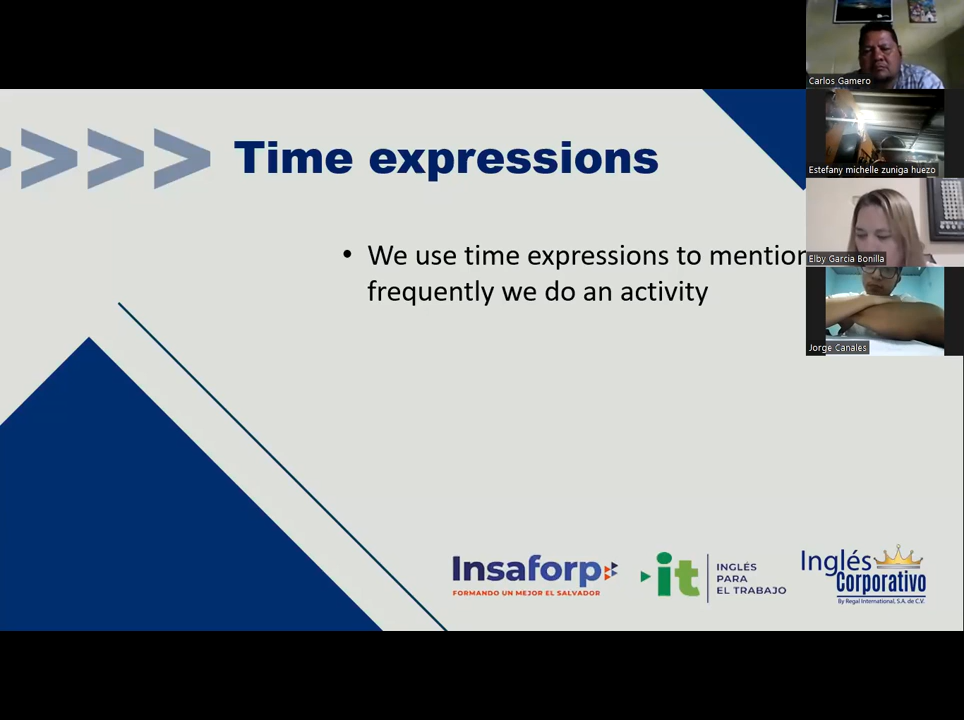 Carlos Gamero
>>>> Time expressions
Estefany michelle zuniga huezo
• We use time expressions to mention
frequently we do an activity
Elby Garcia Bonilla
Jorge Canales
Insaforp
FORMANDO UN MEJOR EL SALVADOR
it
INGLÉS
PARA
EL TRABAJO
Inglés
Corporativo
By Regal International, S.A. de C.V.